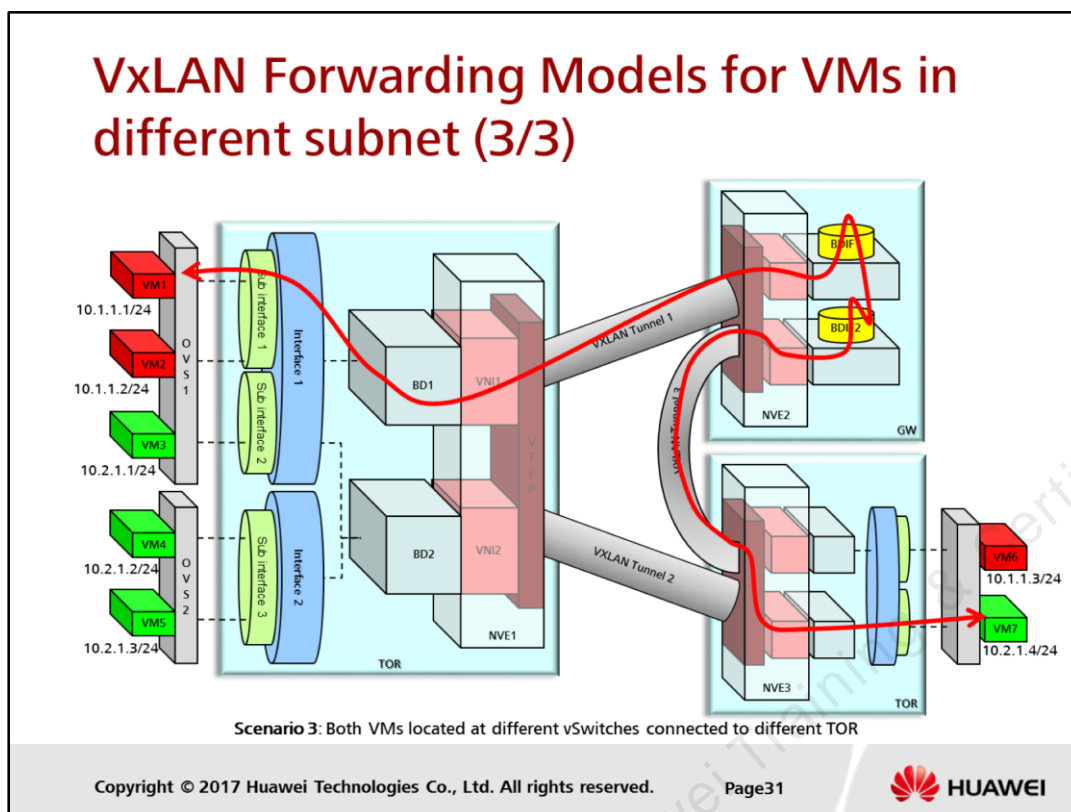 VxLAN Forwarding Models for VMs in
different subnet (3/3)
VM1
10.1.1.1/24
VM2
10.1.1.2/24
VM3
10.2.1.1/24
VM4
10.2.1.2/24
VM5
10.2.1.3/24
OVS1
OVS2
Sub interface 1
Sub interface 2
Interface 1
Sub interface 3
Interface 2
BD1
VNI1
BD2
VNI2
VTEP
NVE1
TOR
VXLAN Tunnel 1
VXLAN Tunnel 2
VXLAN Tunnel 3
BDIF
BDIF2
NVE2
GW
NVE3
TOR
VM6
10.1.1.3/24
VM7
10.2.1.4/24
Scenario 3: Both VMs located at different vSwitches connected to different TOR
Copyright © 2017 Huawei Technologies Co., Ltd. All rights reserved.
Page31
HUAWEI
Training &